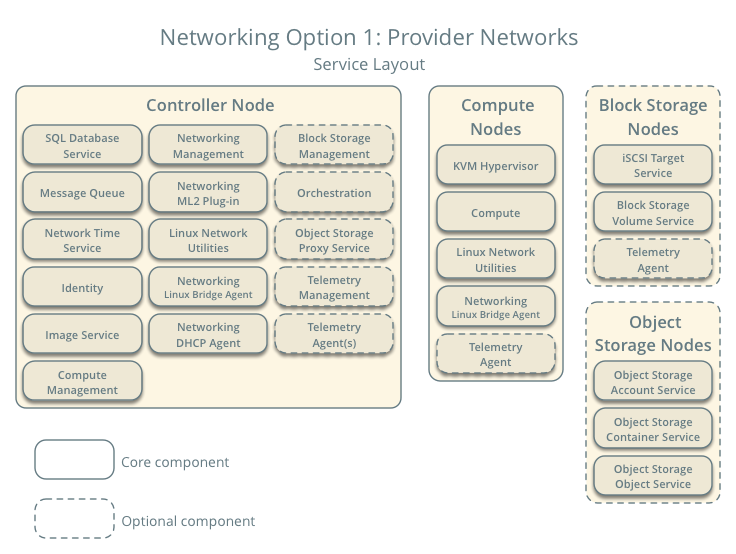 Networking Option 1: Provider Networks
Service Layout
Controller Node
SQL Database
Service
Networking
Management
Block Storage
Management
Message Queue
Networking
ML2 Plug-in
Orchestration
Network Time
Service
Linux Network
Utilities
Object Storage
Proxy Service
Identity
Networking
Linux Bridge Agent
Telemetry
Management
Image Service
Networking
DHCP Agent
Telemetry
Agent(s)
Compute
Management
Compute
Nodes
KVM Hypervisor
Compute
Linux Network
Utilities
Networking
Linux Bridge Agent
Telemetry
Agent
Block Storage
Nodes
iSCSI Target
Service
Block Storage
Volume Service
Telemetry
Agent
Object
Storage Nodes
Object Storage
Account Service
Object Storage
Container Service
Object Storage
Object Service
Core component
Optional component